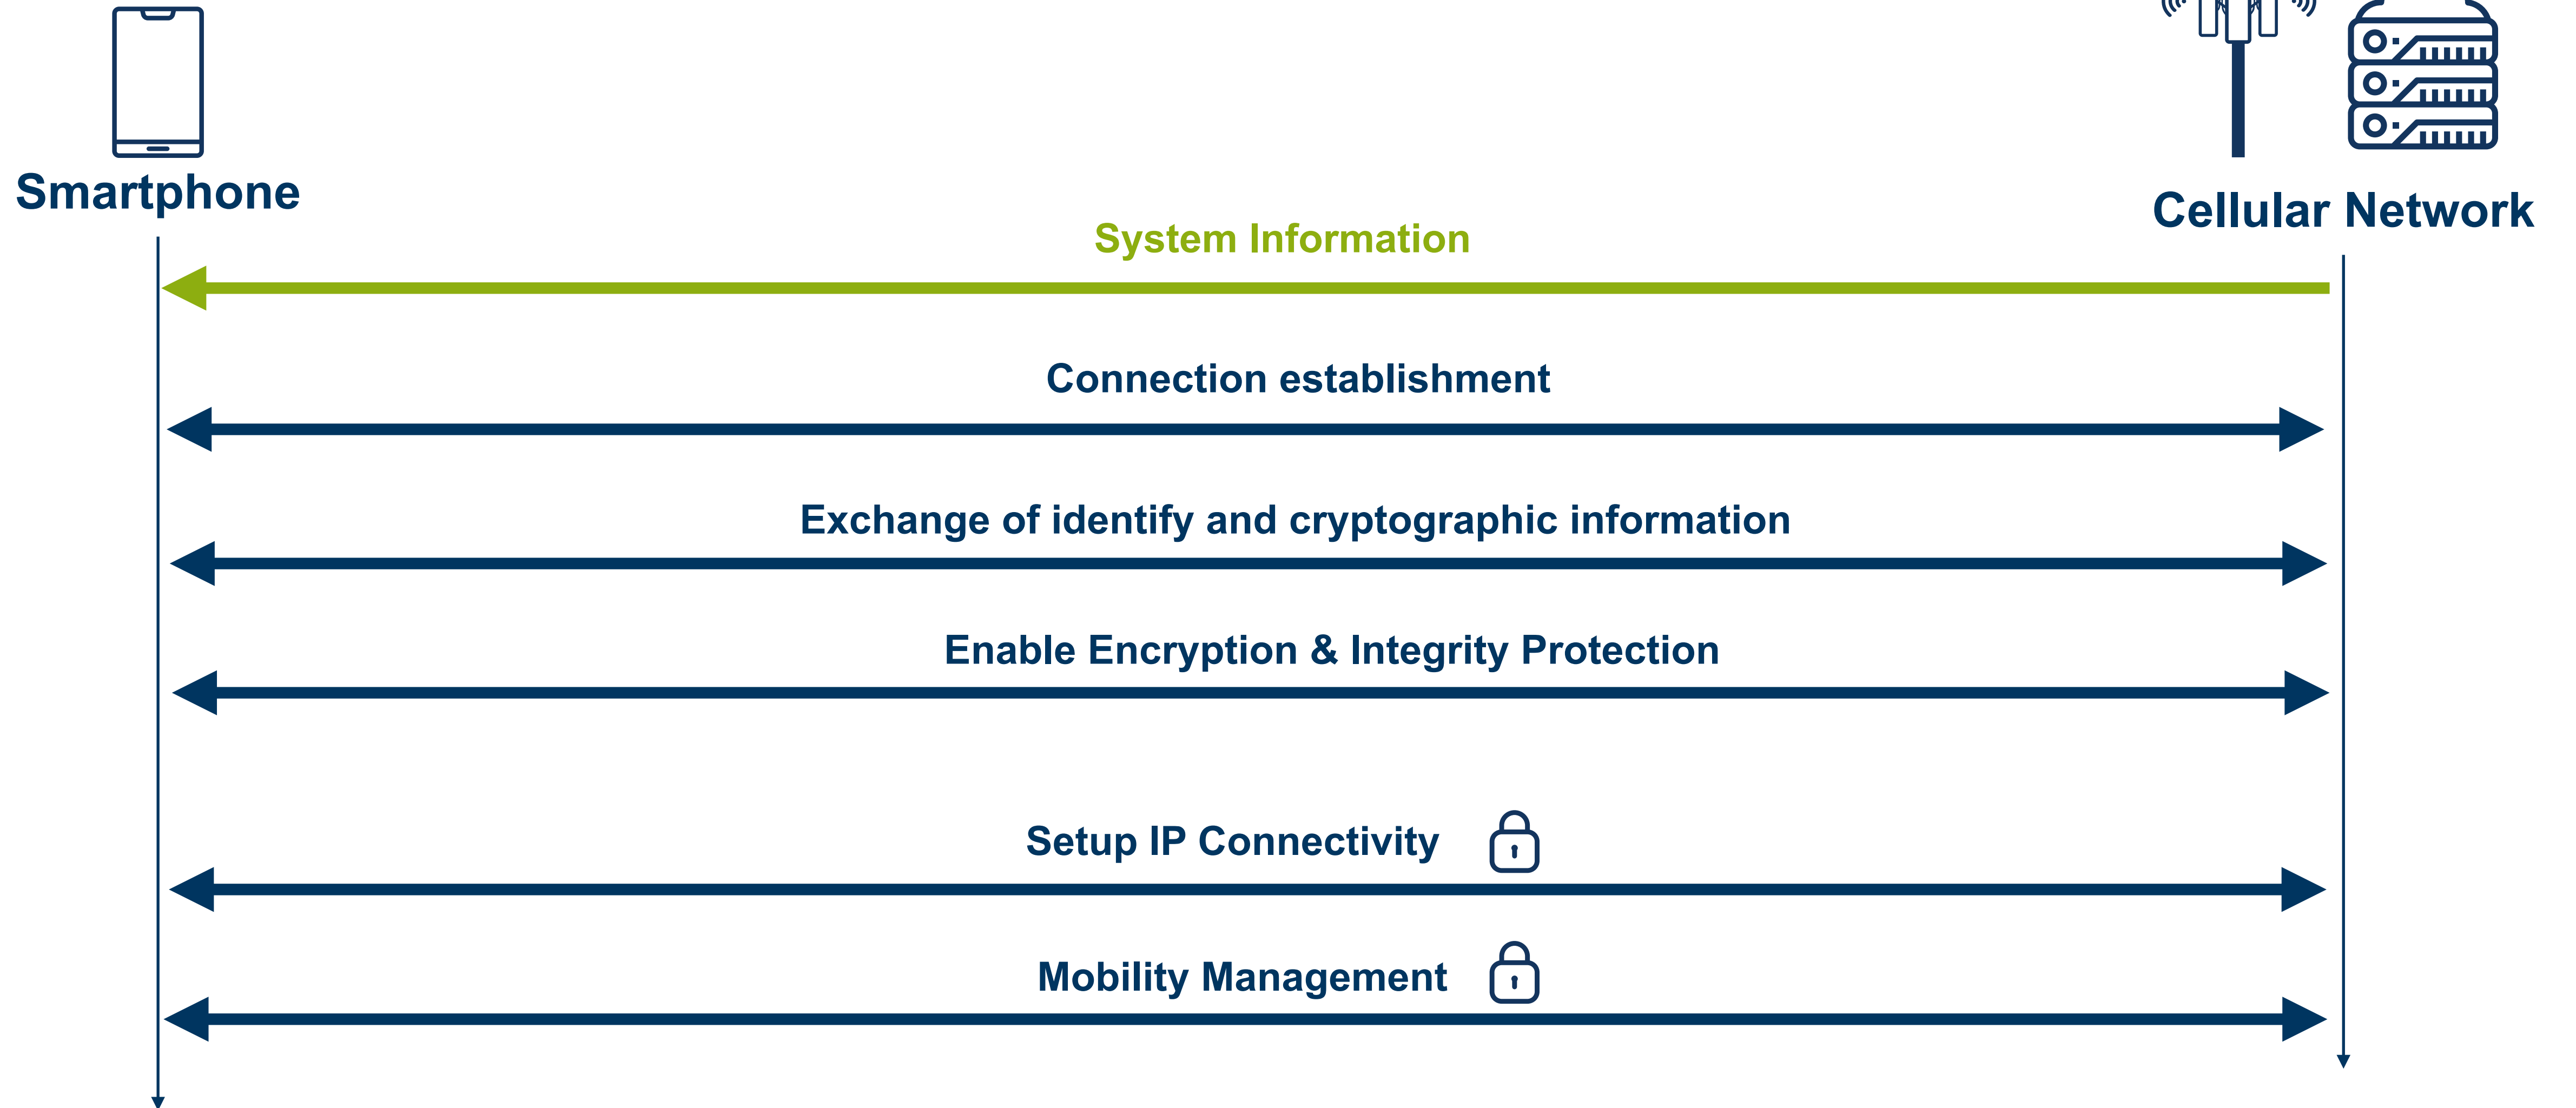 Smartphone
Cellular Network
System Information
Connection establishment
Exchange of identify and cryptographic information
Enable Encryption & Integrity Protection
Setup IP Connectivity
Mobility Management